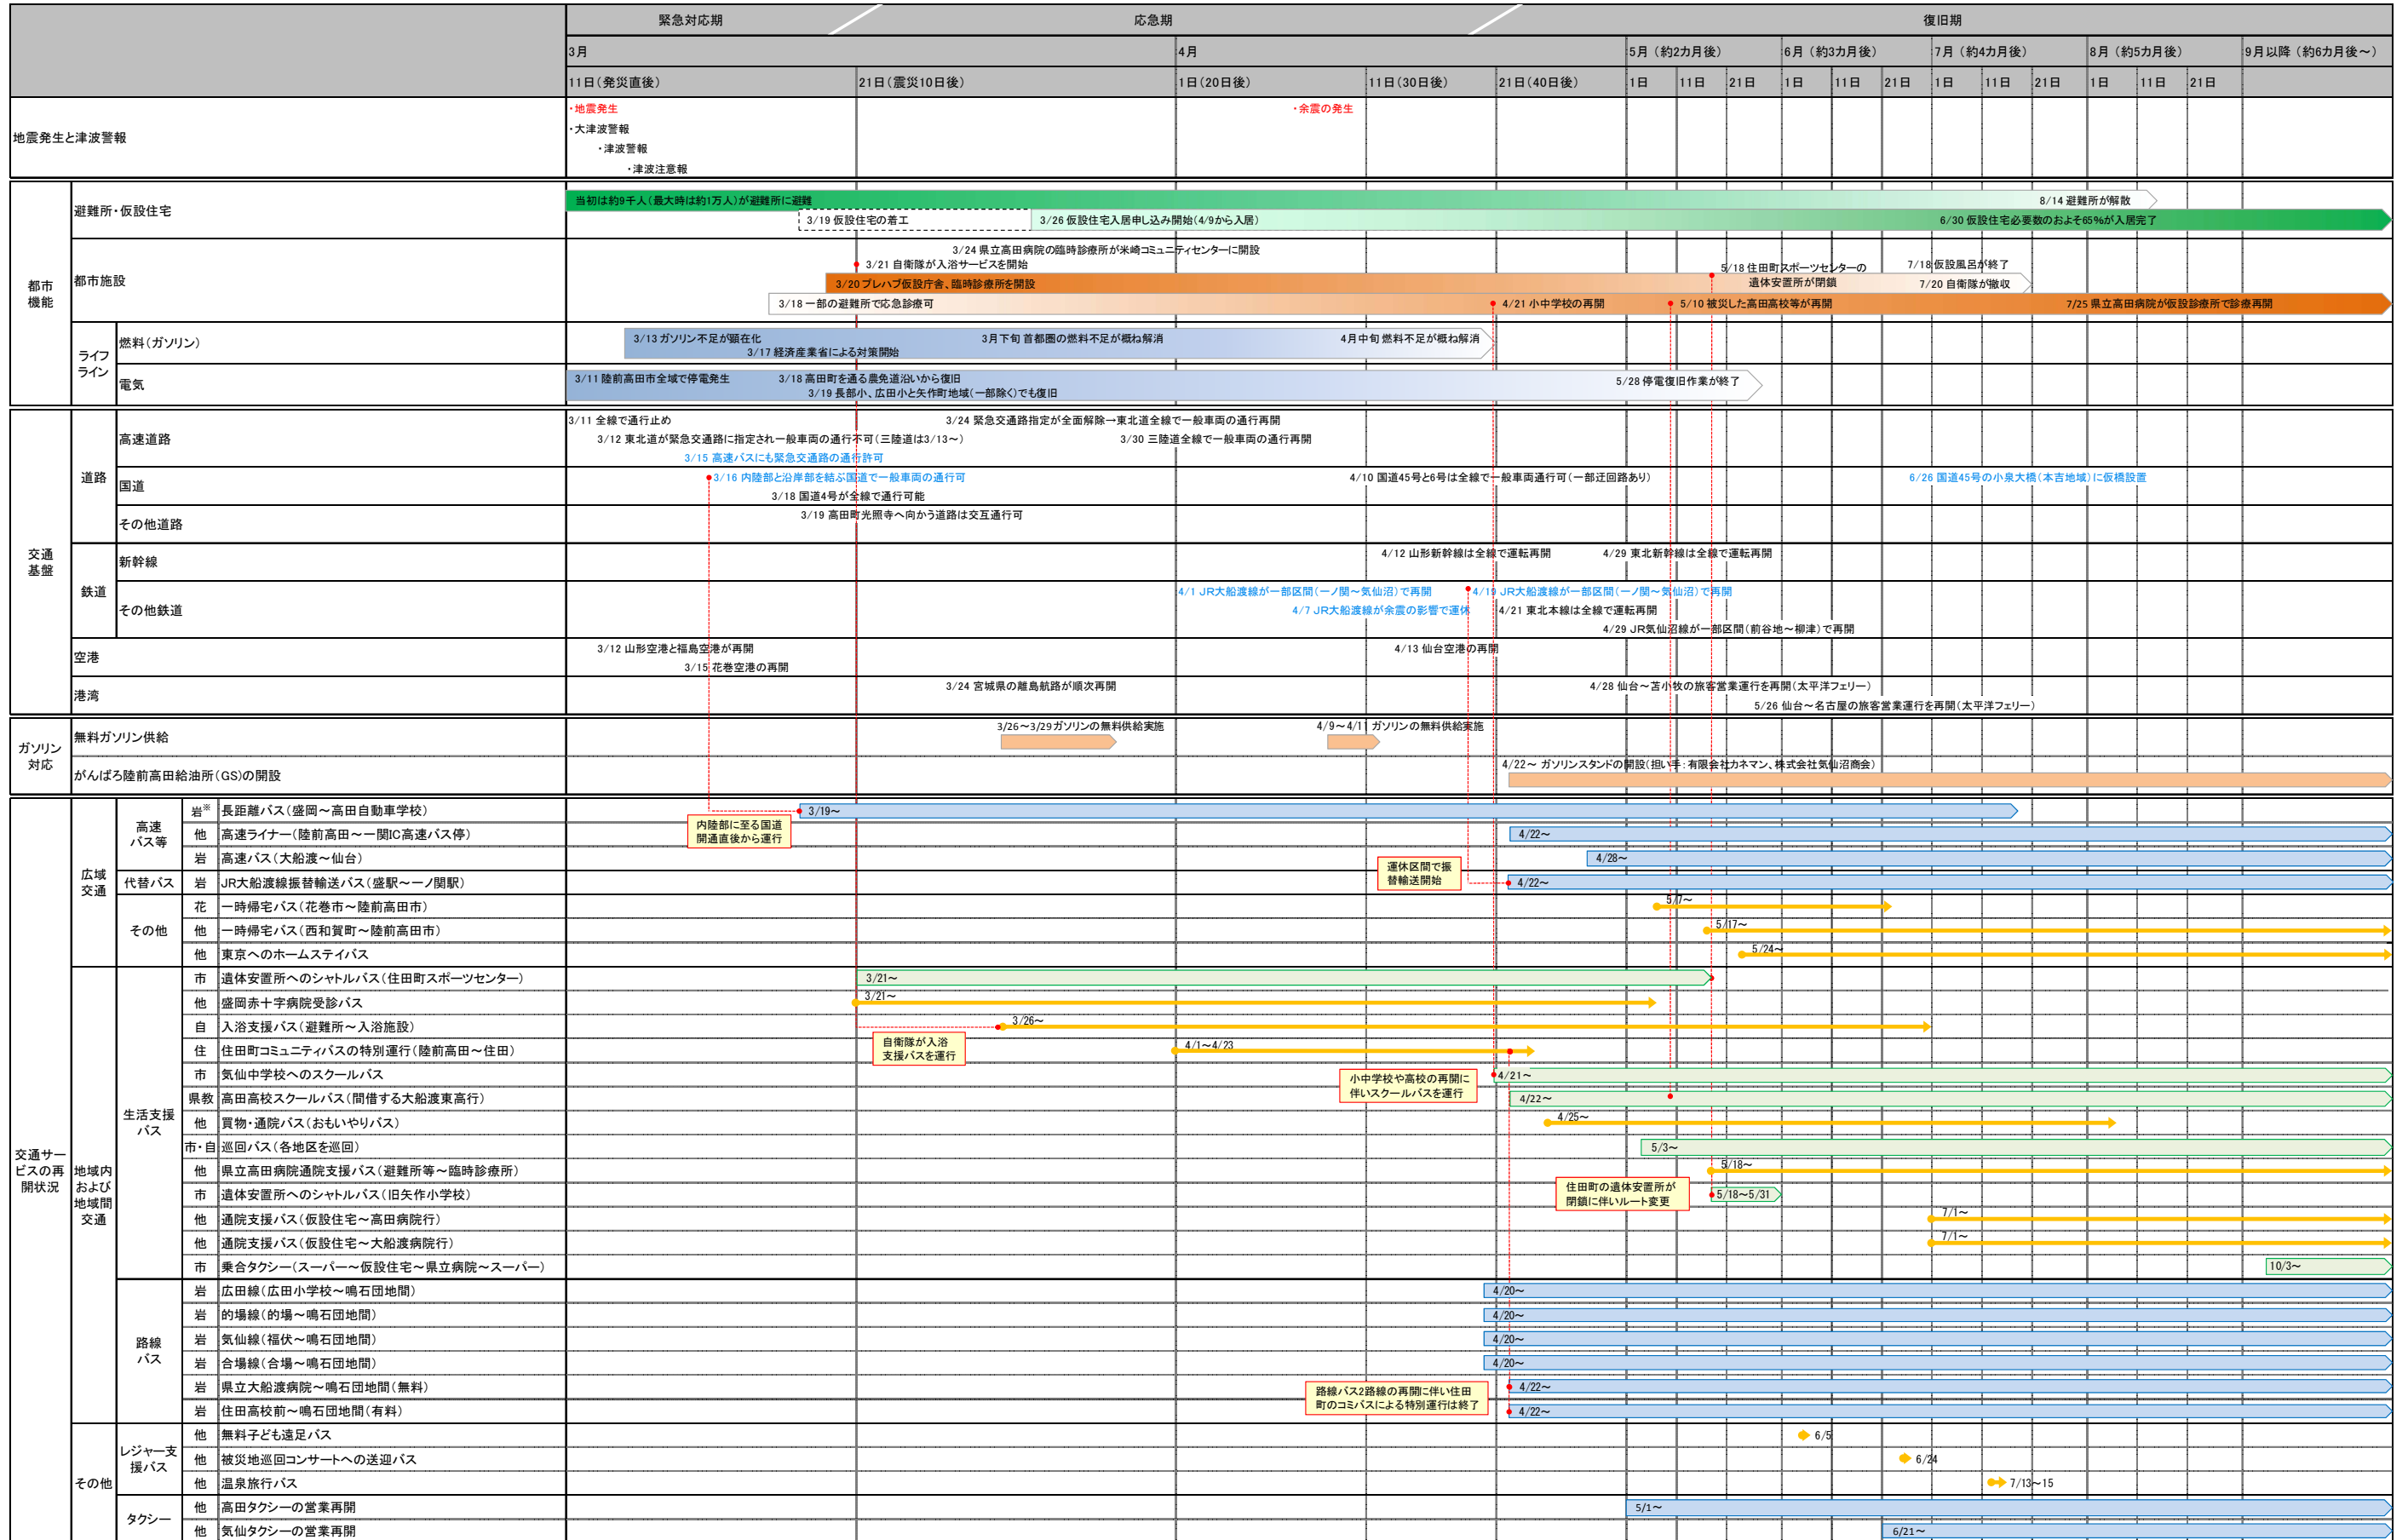 緊急対応期 応急期 復旧期
3月 4月 5月（約2カ月後） 6月（約3カ月後） 7月（約4カ月後） 8月（約5カ月後） 9月以降（約6カ月後～）
11日（発災直後） 21日（震災10日後） 1日（20日後） 11日（30日後） 21日（40日後） 1日 11日 21日 1日 11日 21日 1日 11日 21日 1日 11日 21日
地震発生と津波警報
・地震発生 ・余震の発生
・大津波警報
・津波警報
・津波注意報
都市機能
避難所・仮設住宅
当初は約9千人（最大時は約1万人）が避難所に避難 8/14 避難所が解散
3/19 仮設住宅の着工 3/26 仮設住宅入居申し込み開始（4/9から入居） 6/30 仮設住宅必要数のおよそ65%が入居完了
都市施設
3/24 県立高田病院の臨時診療所が米崎コミュニティセンターに開設
3/21 自衛隊が入浴サービスを開始 5/18 住田町スポーツセンターの遺体安置所が閉鎖 7/18 仮設風呂が終了
3/20 プレハブ仮設庁舎、臨時診療所を開設 7/20 自衛隊が撤収
3/18 一部の避難所で応急診療可 4/21 小中学校の再開 5/10 被災した高田高校等が再開 7/25 県立高田病院が仮設診療所で診療再開
ライフライン
燃料（ガソリン）
3/13 ガソリン不足が顕在化 3月下旬 首都圏の燃料不足が概ね解消 4月中旬 燃料不足が概ね解消
3/17 経済産業省による対策開始
電気
3/11 陸前高田市全域で停電発生 3/18 高田町を通る農免道沿いから復旧 5/28 停電復旧作業が終了
3/19 長部小、広田小と矢作町地域（一部除く）でも復旧
交通基盤
道路
高速道路
3/11 全線で通行止め 3/24 緊急交通路指定が全面解除→東北道全線で一般車両の通行再開
3/12 東北道が緊急交通路に指定され一般車両の通行不可（三陸道は3/13～） 3/30 三陸道全線で一般車両の通行再開
3/15 高速バスにも緊急交通路の通行許可
国道
3/16 内陸部と沿岸部を結ぶ国道で一般車両の通行可 4/10 国道45号と6号は全線で一般車両通行可（一部迂回路あり） 6/26 国道45号の小泉大橋（本吉地域）に仮橋設置
3/18 国道4号が全線で通行可能
その他道路
3/19 高田町光照寺へ向かう道路は交互通行可
鉄道
新幹線
4/12 山形新幹線は全線で運転再開 4/29 東北新幹線は全線で運転再開
その他鉄道
4/1 JR大船渡線が一部区間（一ノ関～気仙沼）で再開 4/19 JR大船渡線が一部区間（一ノ関～気仙沼）で再開
4/7 JR大船渡線が余震の影響で運休 4/21 東北本線は全線で運転再開
4/29 JR気仙沼線が一部区間（前谷地～柳津）で再開
空港
3/12 山形空港と福島空港が再開 4/13 仙台空港の再開
3/15 花巻空港の再開
港湾
3/24 宮城県の離島航路が順次再開 4/28 仙台～苫小牧の旅客営業運行を再開（太平洋フェリー）
5/26 仙台～名古屋の旅客営業運行を再開（太平洋フェリー）
ガソリン対応
無料ガソリン供給
3/26～3/29ガソリンの無料供給実施 4/9～4/11 ガソリンの無料供給実施
がんばろ陸前高田給油所（GS）の開設
4/22～ ガソリンスタンドの開設（担い手：有限会社カネマン、株式会社気仙沼商会）
交通サービスの再開状況
広域交通
高速バス等
岩※ 長距離バス（盛岡～高田自動車学校） 3/19～
内陸部に至る国道
開通直後から運行
他 高速ライナー（陸前高田～一関IC高速バス停） 4/22～
岩 高速バス（大船渡～仙台） 4/28～
運休区間で振
替輸送開始
代替バス 岩 JR大船渡線振替輸送バス（盛駅～一ノ関駅） 4/22～
その他
花 一時帰宅バス（花巻市～陸前高田市） 5/7～
他 一時帰宅バス（西和賀町～陸前高田市） 5/17～
他 東京へのホームステイバス 5/24～
地域内および地域間交通
生活支援バス
市 遺体安置所へのシャトルバス（住田町スポーツセンター） 3/21～
他 盛岡赤十字病院受診バス 3/21～
自 入浴支援バス（避難所～入浴施設） 3/26～
自衛隊が入浴
支援バスを運行
住 住田町コミュニティバスの特別運行（陸前高田～住田） 4/1～4/23
市 気仙中学校へのスクールバス 4/21～
小中学校や高校の再開に
伴いスクールバスを運行
県教 高田高校スクールバス（間借する大船渡東高行） 4/22～
他 買物・通院バス（おもいやりバス） 4/25～
市・自 巡回バス（各地区を巡回） 5/3～
他 県立高田病院通院支援バス（避難所等～臨時診療所） 5/18～
住田町の遺体安置所が
閉鎖に伴いルート変更
市 遺体安置所へのシャトルバス（旧矢作小学校） 5/18～5/31
他 通院支援バス（仮設住宅～高田病院行） 7/1～
他 通院支援バス（仮設住宅～大船渡病院行） 7/1～
市 乗合タクシー（スーパー～仮設住宅～県立病院～スーパー） 10/3～
路線バス
岩 広田線（広田小学校～鳴石団地間） 4/20～
岩 的場線（的場～鳴石団地間） 4/20～
岩 気仙線（福伏～鳴石団地間） 4/20～
岩 合場線（合場～鳴石団地間） 4/20～
岩 県立大船渡病院～鳴石団地間（無料） 4/22～
路線バス2路線の再開に伴い住田
町のコミバスによる特別運行は終了
岩 住田高校前～鳴石団地間（有料） 4/22～
その他
レジャー支援バス
他 無料子ども遠足バス 6/5
他 被災地巡回コンサートへの送迎バス 6/24
他 温泉旅行バス 7/13～15
タクシー
他 高田タクシーの営業再開 5/1～
他 気仙タクシーの営業再開 6/21～